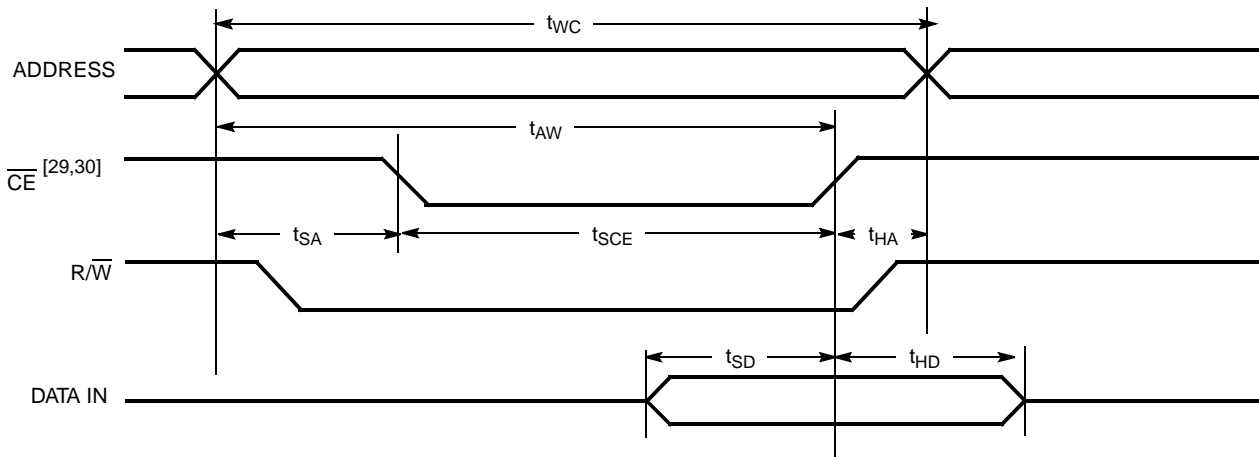 tWC
ADDRESS
tAW
CE [29,30]
tSA tSCE tHA
R/W
tSD tHD
DATA IN